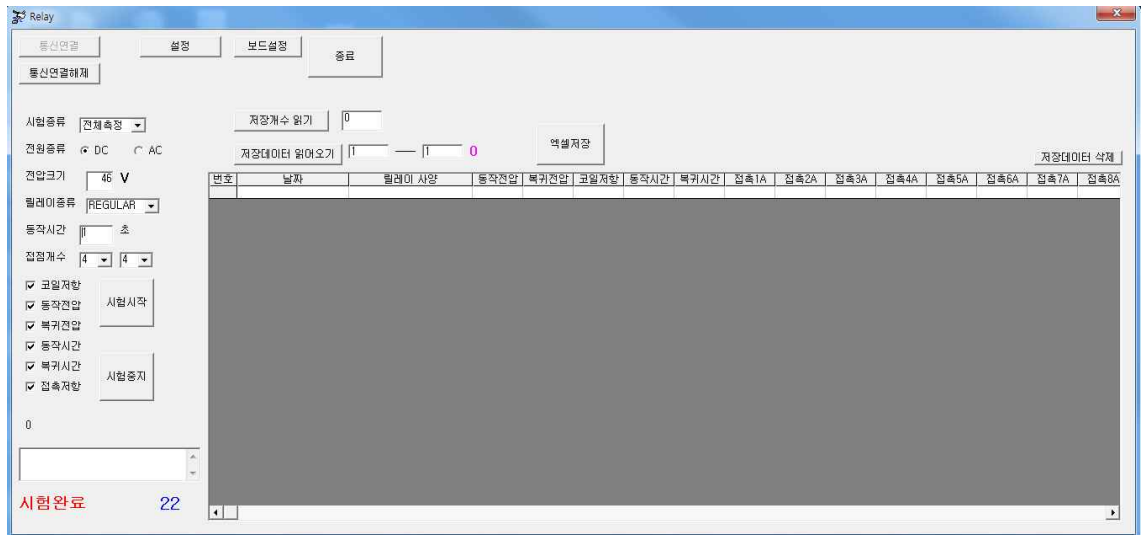 Relay
통신연결 설정 보드설정 종료
통신연결해제
시험종류 전체측정 저장개수 읽기 0
전원종류 DC AC 저장데이터 읽어오기 1 1 0 엑셀저장 저장데이터 삭제
전압크기 46 V
번호 날짜 릴레이 사양 동작전압 복귀전압 코일저항 동작시간 복귀시간 접촉1A 접촉2A 접촉3A 접촉4A 접촉5A 접촉6A 접촉7A 접촉8A
릴레이종류 REGULAR
동작시간 1 초
접점개수 4 4
코일저항
동작전압 시험시작
복귀전압
동작시간
복귀시간 시험중지
접촉저항
0
시험완료 22